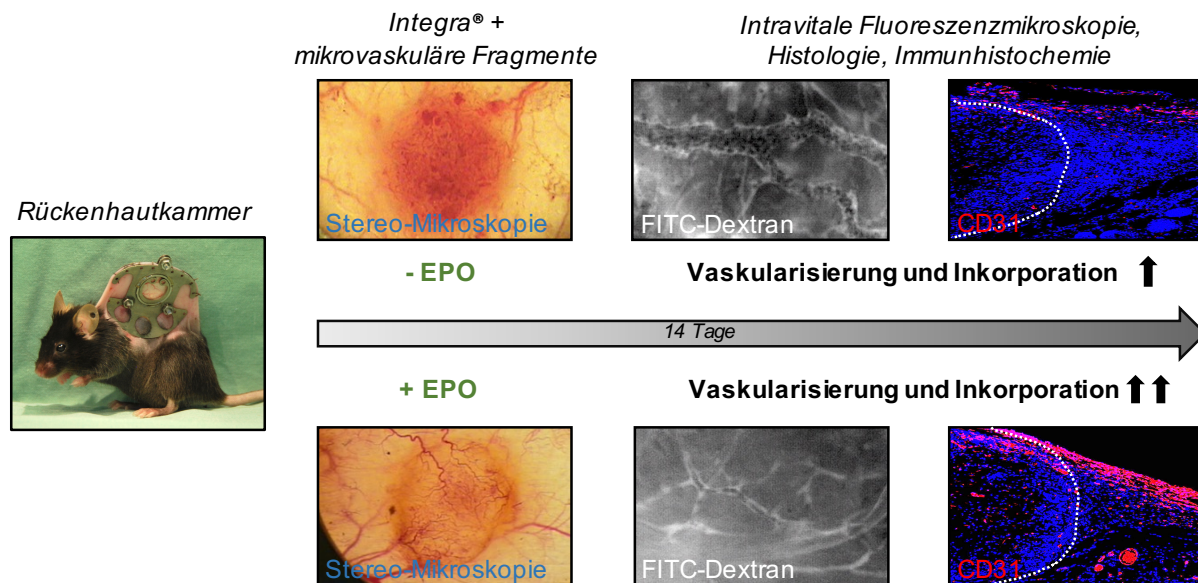 Integra® +
mikrovaskuläre Fragmente
Intravitale Fluoreszenzmikroskopie,
Histologie, Immunhistochemie
Rückenhautkammer
Stereo-Mikroskopie
FITC-Dextran
CD31
- EPO
Vaskularisierung und Inkorporation
14 Tage
+ EPO
Vaskularisierung und Inkorporation
Stereo-Mikroskopie
FITC-Dextran
CD31